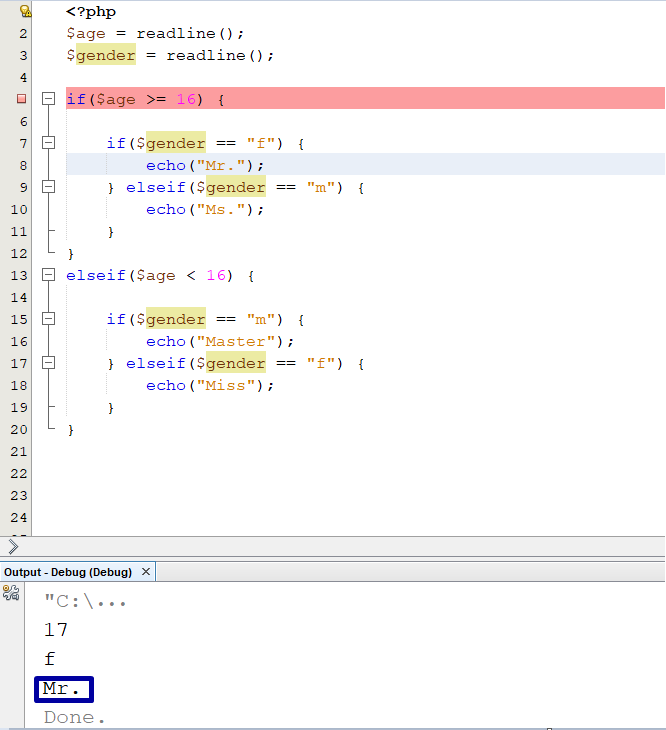 <?php
2 $age = readline();
3 $gender = readline();
4
if($age >= 16) {
6
7 if($gender == "f") {
8 echo("Mr.");
9 } elseif($gender == "m") {
10 echo("Ms.");
11 }
12 }
13 elseif($age < 16) {
14
15 if($gender == "m") {
16 echo("Master");
17 } elseif($gender == "f") {
18 echo("Miss");
19 }
20 }
21
22
23
24
Output - Debug (Debug) ×
"C:\...
17
f
Mr.
Done.